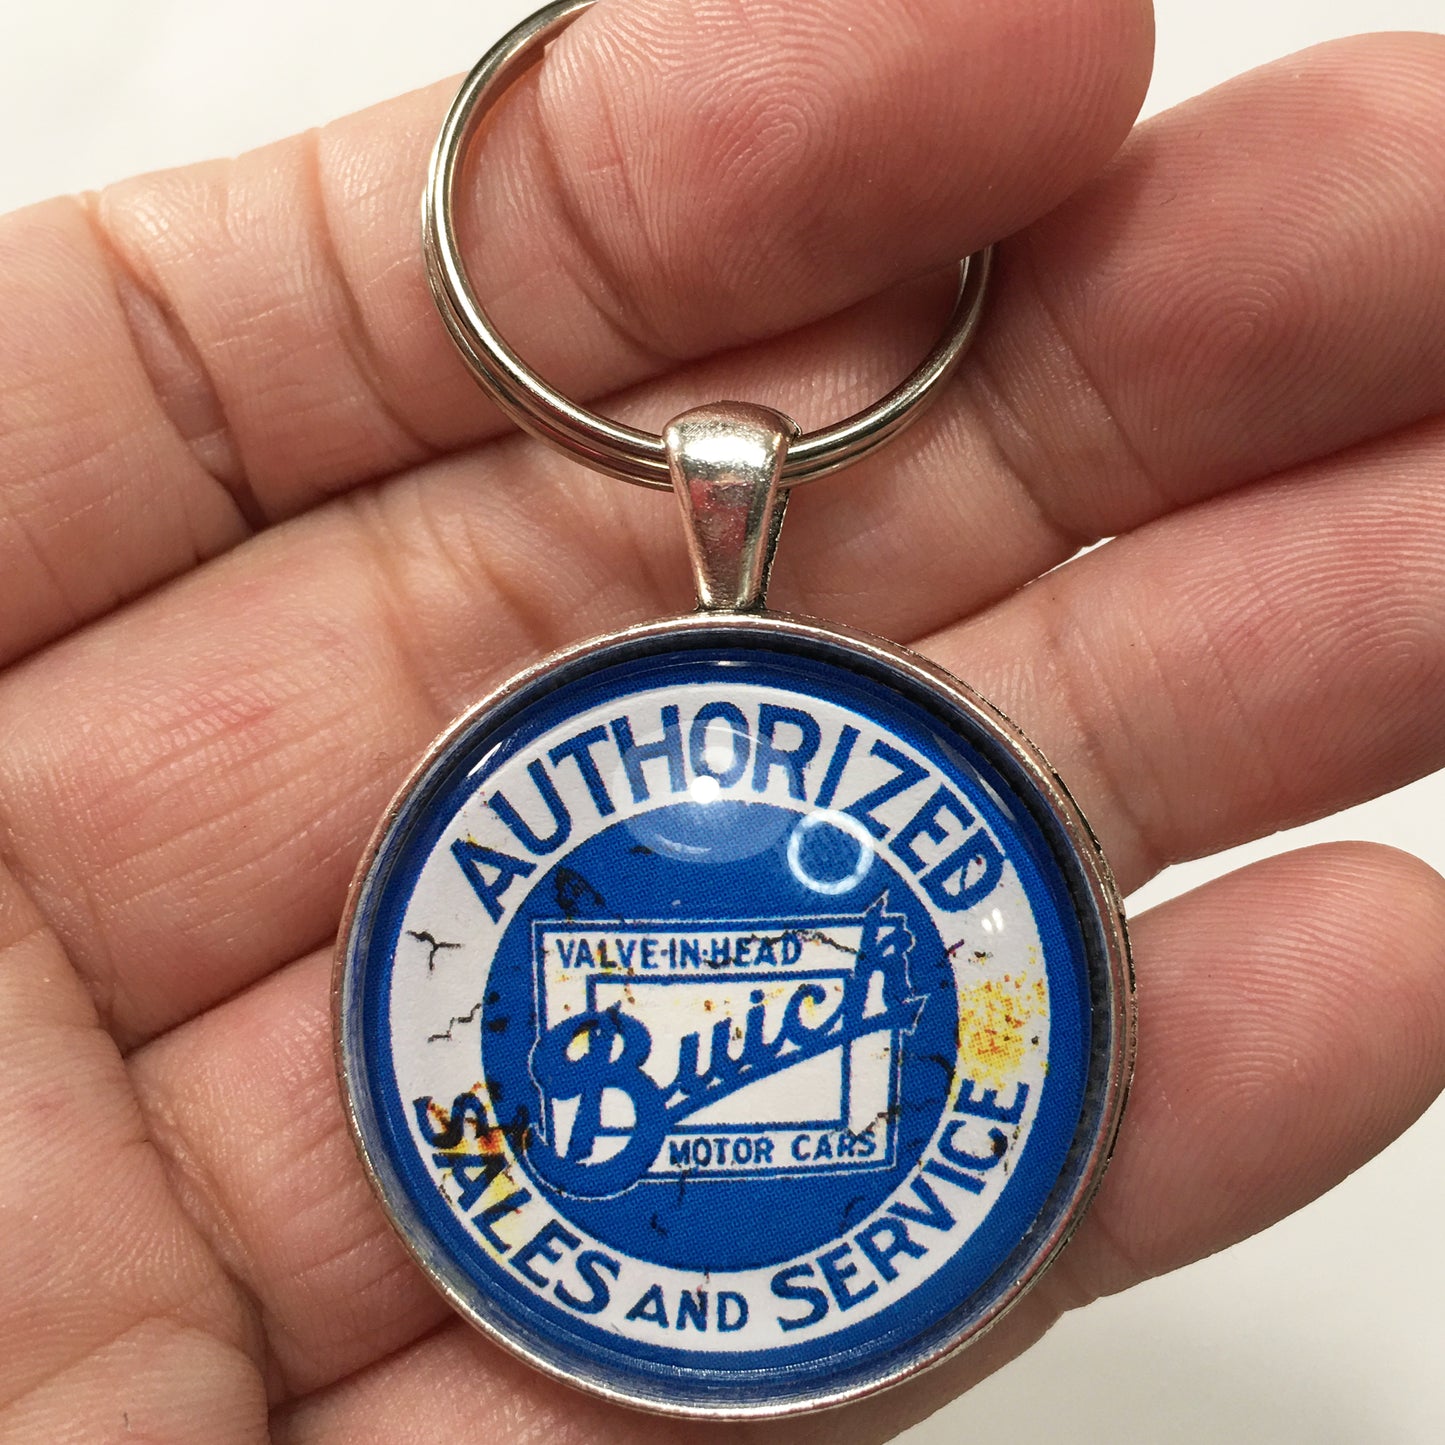 AUTHORIZED
VALVE-IN-HEAD
Buick
MOTOR CARS
SALES AND SERVICE